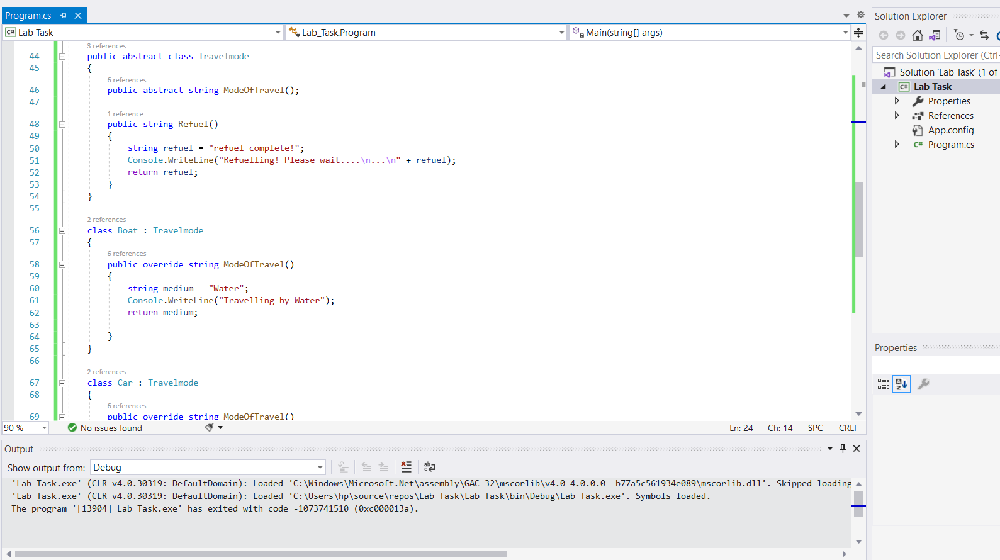 Program.cs
Solution Explorer
C# Lab Task
Lab_Task.Program
Main(string[] args)
Search Solution Explorer (Ctrl+
Solution 'Lab Task' (1 of
C# Lab Task
Properties
References
App.config
C# Program.cs
3 references
44 public abstract class Travelmode
45 {
6 references
46 public abstract string ModeOfTravel();
47
1 reference
48 public string Refuel()
49 {
50 string refuel = "refuel complete!";
51 Console.WriteLine("Refuelling! Please wait....\n...\n" + refuel);
52 return refuel;
53 }
54 }
55
2 references
56 class Boat : Travelmode
57 {
6 references
58 public override string ModeOfTravel()
59 {
60 string medium = "Water";
61 Console.WriteLine("Travelling by Water");
62 return medium;
63
64 }
65 }
66
2 references
67 class Car : Travelmode
68 {
6 references
69 public override string ModeOfTravel()
90 %
No issues found
Ln: 24
Ch: 14
SPC
CRLF
Properties
Output
Show output from: Debug
'Lab Task.exe' (CLR v4.0.30319: DefaultDomain): Loaded 'C:\Windows\Microsoft.Net\assembly\GAC_32\mscorlib\v4.0_4.0.0.0__b77a5c561934e089\mscorlib.dll'. Skipped loading
'Lab Task.exe' (CLR v4.0.30319: DefaultDomain): Loaded 'C:\Users\hp\source\repos\Lab Task\Lab Task\bin\Debug\Lab Task.exe'. Symbols loaded.
The program '[13904] Lab Task.exe' has exited with code -1073741510 (0xc000013a).